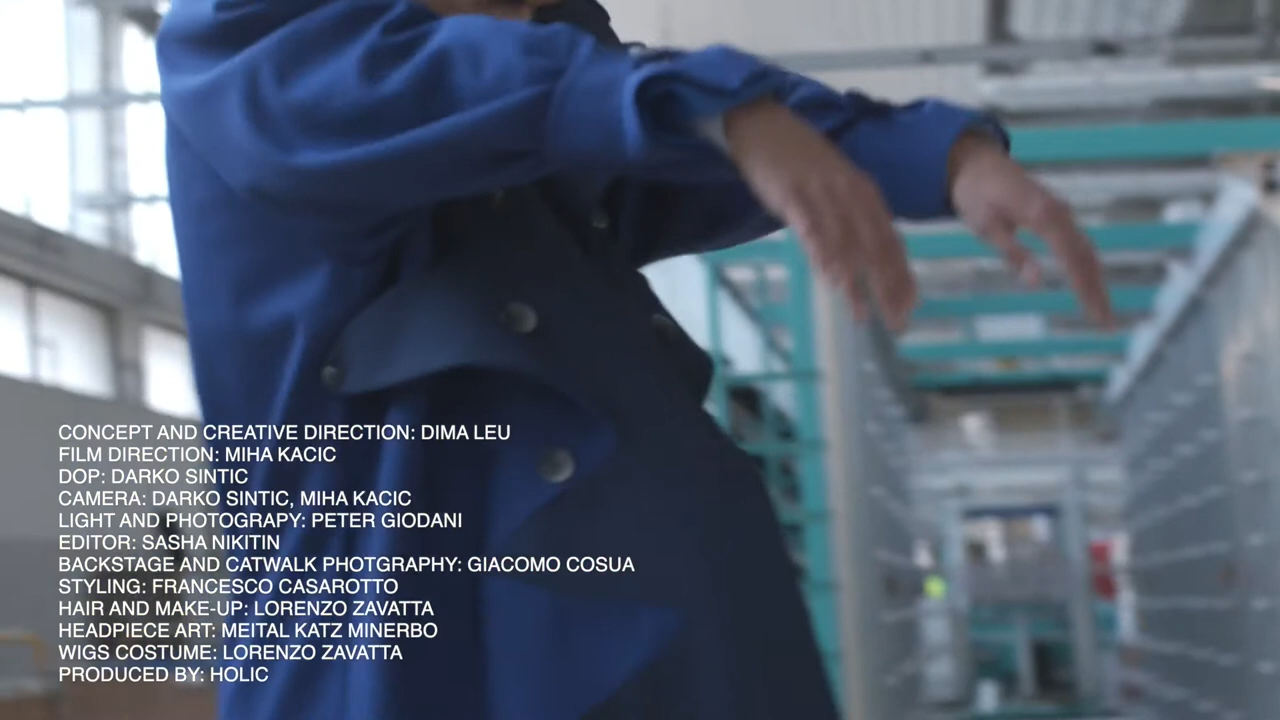 CONCEPT AND CREATIVE DIRECTION: DIMA LEU
FILM DIRECTION: MIHA KACIC
DOP: DARKO SINTIC
CAMERA: DARKO SINTIC, MIHA KACIC
LIGHT AND PHOTOGRAPY: PETER GIODANI
EDITOR: SASHA NIKITIN
BACKSTAGE AND CATWALK PHOTGRAPHY: GIACOMO COSUA
STYLING: FRANCESCO CASAROTTO
HAIR AND MAKE-UP: LORENZO ZAVATTA
HEADPIECE ART: MEITAL KATZ MINERBO
WIGS COSTUME: LORENZO ZAVATTA
PRODUCED BY: HOLIC